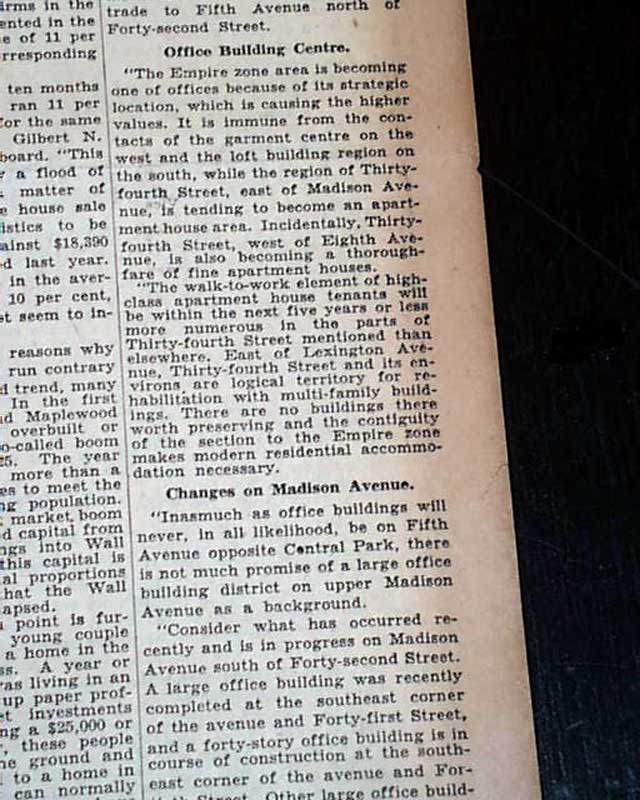 irms in the
ented in the
e of 11 per
rresponding
ten months
ran 11 per
for the same
Gilbert N.
board. "This
a flood of
matter of
e house sale
istics to be
ainst $18,390
d last year.
in the aver-
10 per cent,
st seem to in-
reasons why
run contrary
d trend, many
In the first
nd Maplewood
overbuilt or
o-called boom
25. The year
more than a
es to meet the
ng population.
market, boom
d capital from
ngs into Wall
this capital is
al proportions
that the Wall
apsed.
a point is fur-
young couple
a home in the
ss. A year or
was living in an
up paper prof-
et investments
ng a $25,000 or
, these people
he ground and
to a home in
can normally
trade to Fifth Avenue north of
Forty-second Street.
Office Building Centre.
"The Empire zone area is becoming
one of offices because of its strategic
location, which is causing the higher
values. It is immune from the con-
tacts of the garment centre on the
west and the loft building region on
the south, while the region of Thirty-
fourth Street, east of Madison Ave-
nue, is tending to become an apart-
ment house area. Incidentally, Thirty-
fourth Street, west of Eighth Ave-
nue, is also becoming a thorough-
fare of fine apartment houses.
"The walk-to-work element of high-
class apartment house tenants will
be within the next five years or less
more numerous in the parts of
Thirty-fourth Street mentioned than
elsewhere. East of Lexington Ave-
nue, Thirty-fourth Street and its en-
virons are logical territory for re-
habilitation with multi-family build-
ings. There are no buildings there
worth preserving and the contiguity
of the section to the Empire zone
makes modern residential accommo-
dation necessary.
Changes on Madison Avenue.
"Inasmuch as office buildings will
never, in all likelihood, be on Fifth
Avenue opposite Central Park, there
is not much promise of a large office
building district on upper Madison
Avenue as a background.
"Consider what has occurred re-
cently and is in progress on Madison
Avenue south of Forty-second Street.
A large office building was recently
completed at the southeast corner
of the avenue and Forty-first Street,
and a forty-story office building is in
course of construction at the south-
east corner of the avenue and For-
Street. Other large office build-